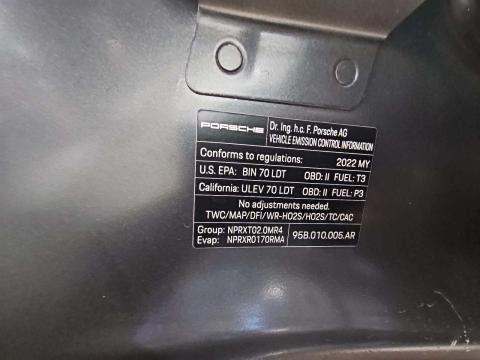 PORSCHE
Dr. Ing. h.c. F. Porsche AG
VEHICLE EMISSION CONTROL INFORMATION
Conforms to regulations: 2022 MY
U.S. EPA: BIN 70 LDT OBD: II FUEL: T3
California: ULEV 70 LDT OBD: II FUEL: P3
No adjustments needed.
TWC/MAP/DFI/WR-HO2S/HO2S/TC/CAC
Group: NPRXT02.0MR4
Evap: NPRXR0170RMA
95B.010.005.AR